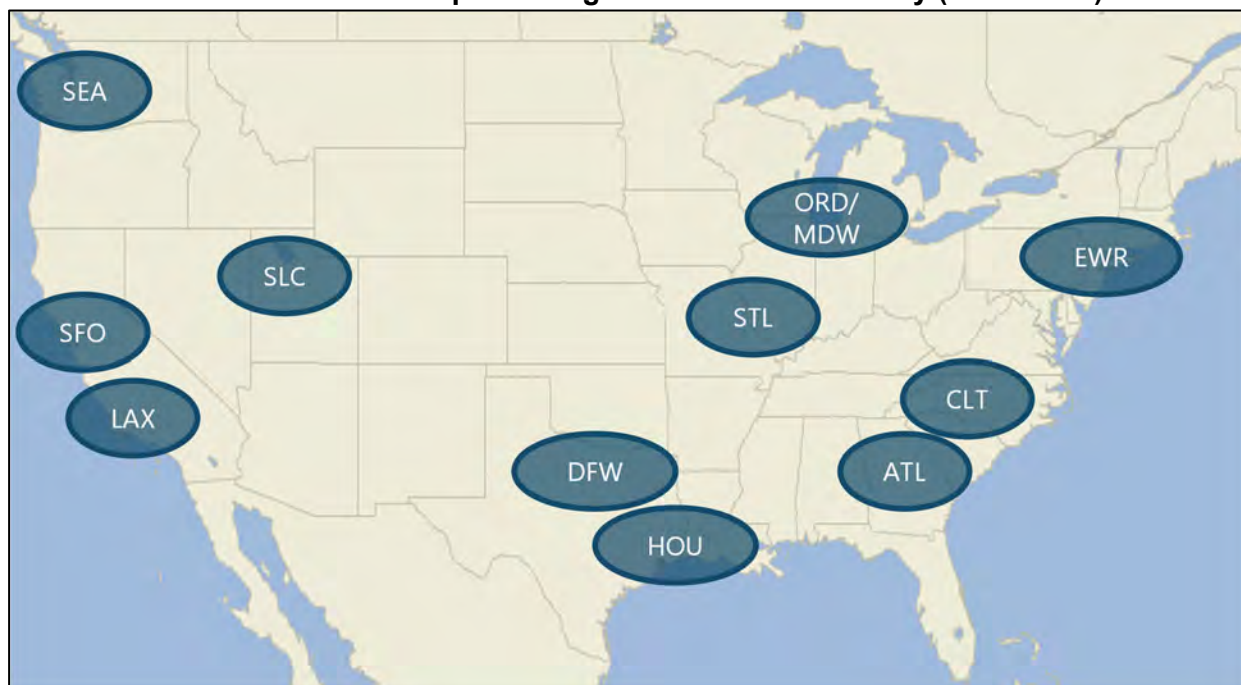 SEA
ORD/
MDW
EWR
SLC
STL
SFO
CLT
LAX
DFW
ATL
HOU